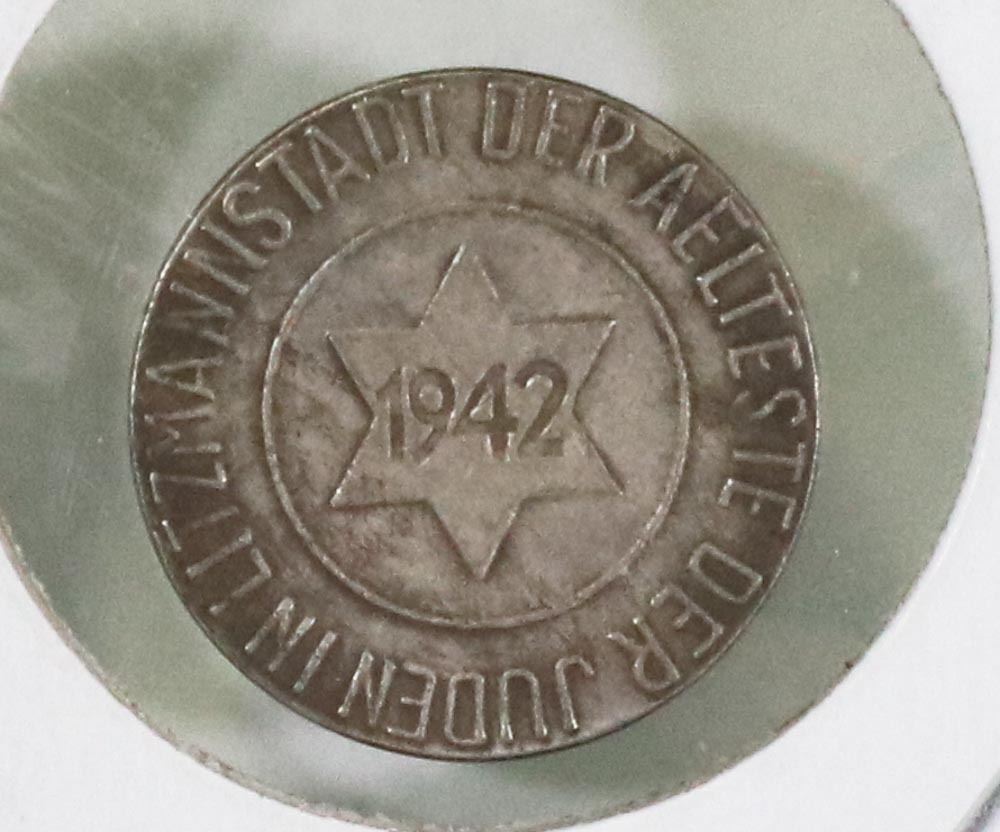 DER AELTESTE DER JUDEN IN LITZMANNSTADT
1942